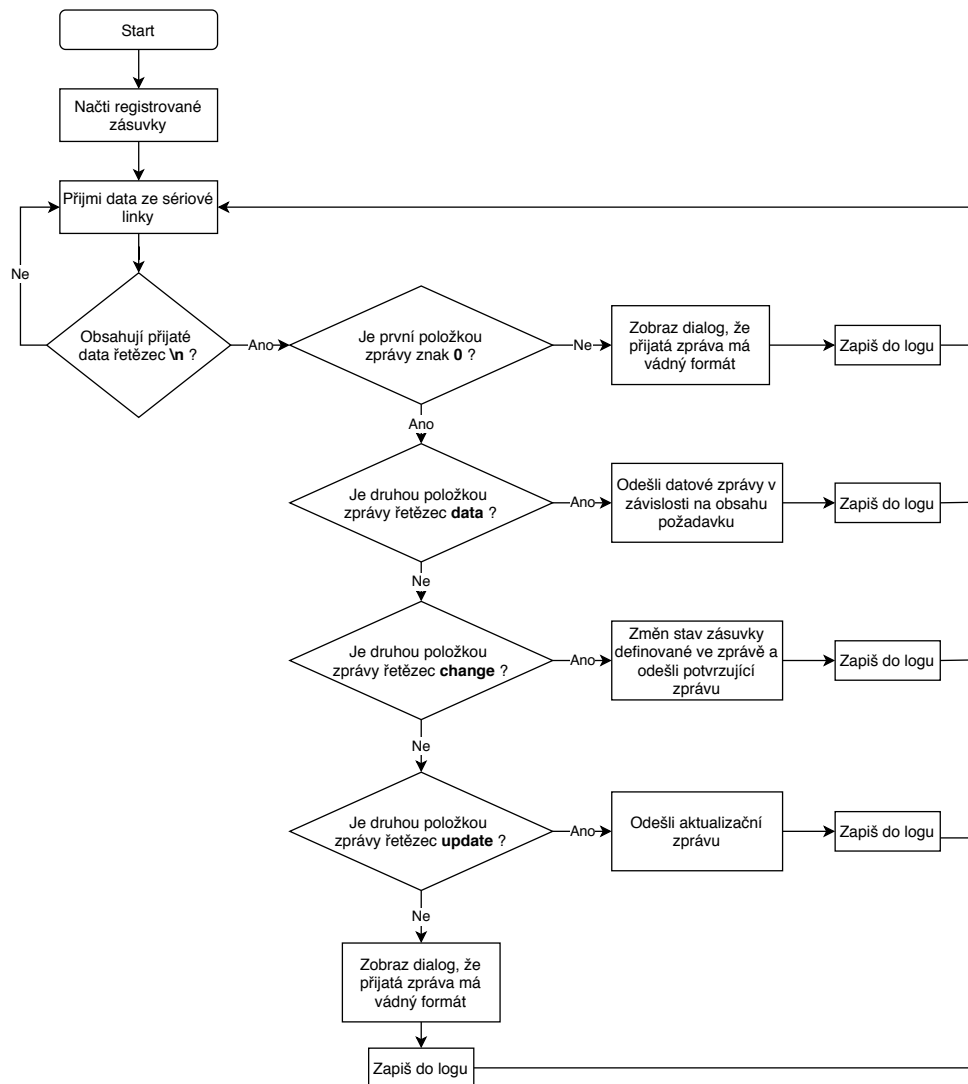 Start
Načti registrované
zásuvky
Přijmi data ze sériové
linky
Ne
Obsahují přijaté
data řetězec \n ?
Ano
Je první položkou
zprávy znak 0 ?
Ne
Zobraz dialog, že
přijatá zpráva má
vádný formát
Zapiš do logu
Ano
Je druhou položkou
zprávy řetězec data ?
Ano
Odešli datové zprávy v
závislosti na obsahu
požadavku
Zapiš do logu
Ne
Je druhou položkou
zprávy řetězec change ?
Ano
Změn stav zásuvky
definované ve zprávě a
odešli potvrzující
zprávu
Zapiš do logu
Ne
Je druhou položkou
zprávy řetězec update ?
Ano
Odešli aktualizační
zprávu
Zapiš do logu
Ne
Zobraz dialog, že
přijatá zpráva má
vádný formát
Zapiš do logu